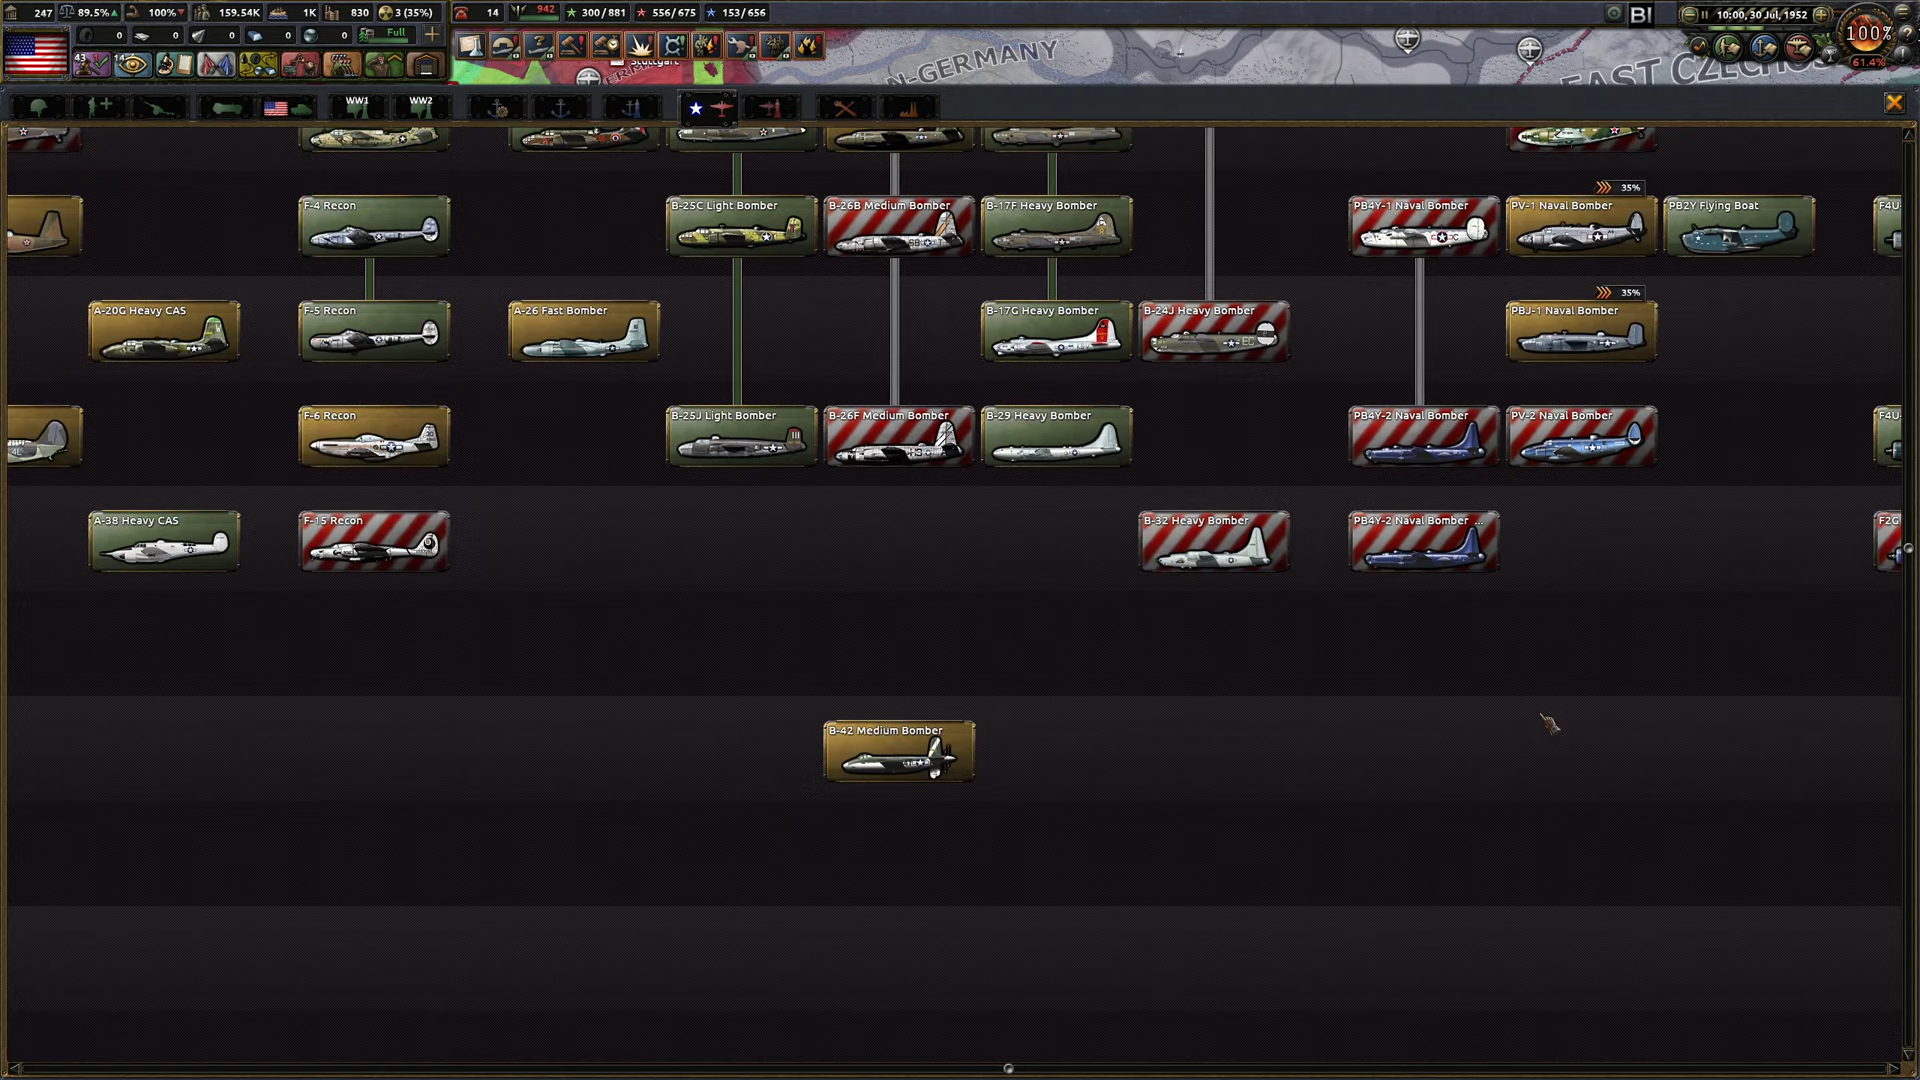 247 89.5% 100% 159.54K 1K 830 3 (35%) 14 942 300/881 556/675 153/656 BI 10:00, 30 Jul, 1952
0 0 0 0 0 Full 100%
43 14 61.4%
Stuttgart
N-GERMANY
EAST CZECHOS
WW1 WW2
35%
F-4 Recon B-25C Light Bomber B-26B Medium Bomber B-17F Heavy Bomber PB4Y-1 Naval Bomber PV-1 Naval Bomber PB2Y Flying Boat F4U-
35%
A-20G Heavy CAS F-5 Recon A-26 Fast Bomber B-17G Heavy Bomber B-24J Heavy Bomber PBJ-1 Naval Bomber
F-6 Recon B-25J Light Bomber B-26F Medium Bomber B-29 Heavy Bomber PB4Y-2 Naval Bomber PV-2 Naval Bomber F4U-
A-38 Heavy CAS F-15 Recon B-32 Heavy Bomber PB4Y-2 Naval Bomber ... F2G
B-42 Medium Bomber